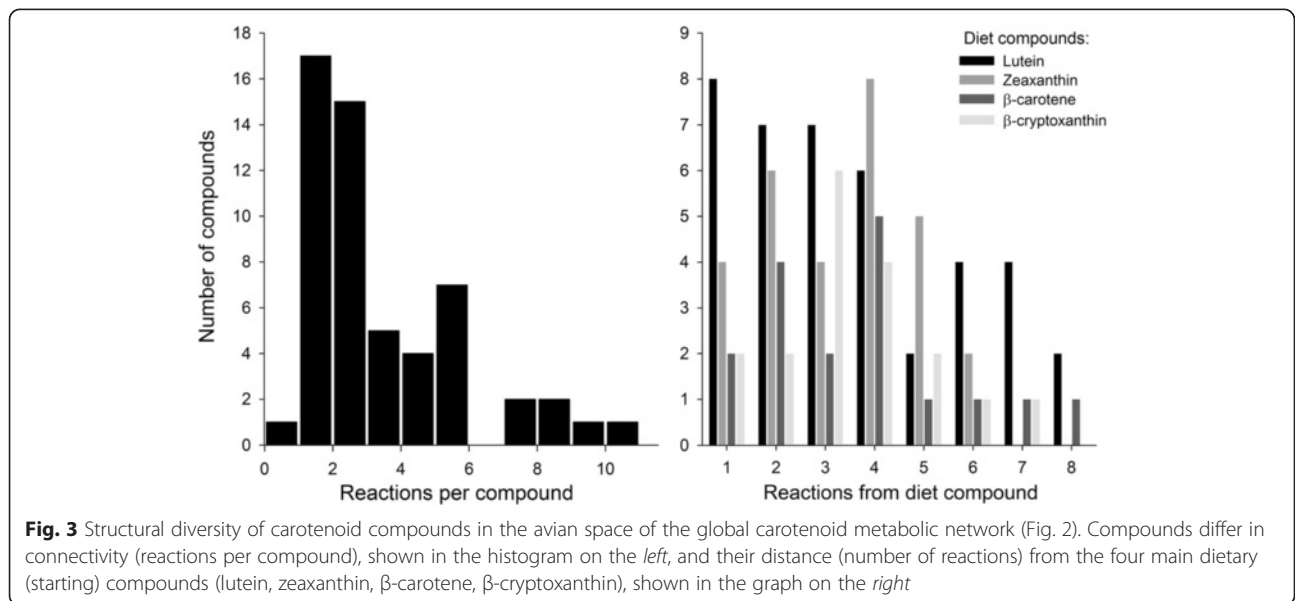 18
16
14
12
10
8
6
4
2
0
Number of compounds
0 2 4 6 8 10
Reactions per compound
9
8
7
6
5
4
3
2
1
0
Diet compounds:
Lutein
Zeaxanthin
β-carotene
β-cryptoxanthin
1 2 3 4 5 6 7 8
Reactions from diet compound
Fig. 3 Structural diversity of carotenoid compounds in the avian space of the global carotenoid metabolic network (Fig. 2). Compounds differ in
connectivity (reactions per compound), shown in the histogram on the left, and their distance (number of reactions) from the four main dietary
(starting) compounds (lutein, zeaxanthin, β-carotene, β-cryptoxanthin), shown in the graph on the right